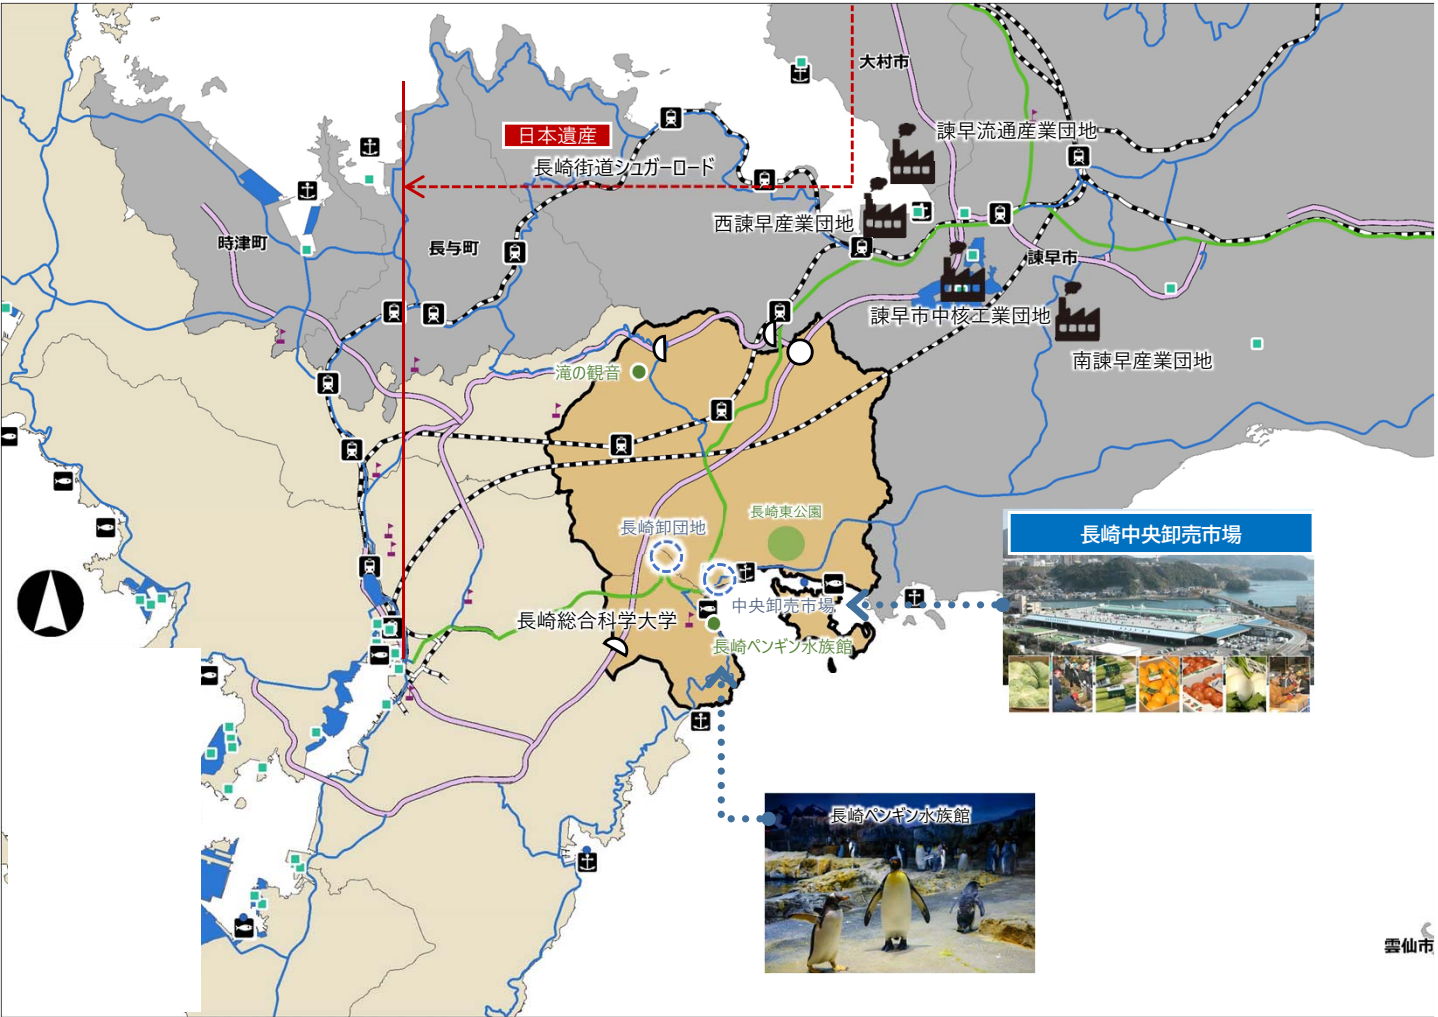 大村市
諫早流通産業団地
日本遺産
長崎街道シュガーロード
西諫早産業団地
時津町
長与町
諫早市
諫早市中核工業団地
南諫早産業団地
滝の観音
長崎東公園
長崎卸団地
長崎中央卸売市場
中央卸売市場
長崎総合科学大学
長崎ペンギン水族館
長崎ペンギン水族館
雲仙市